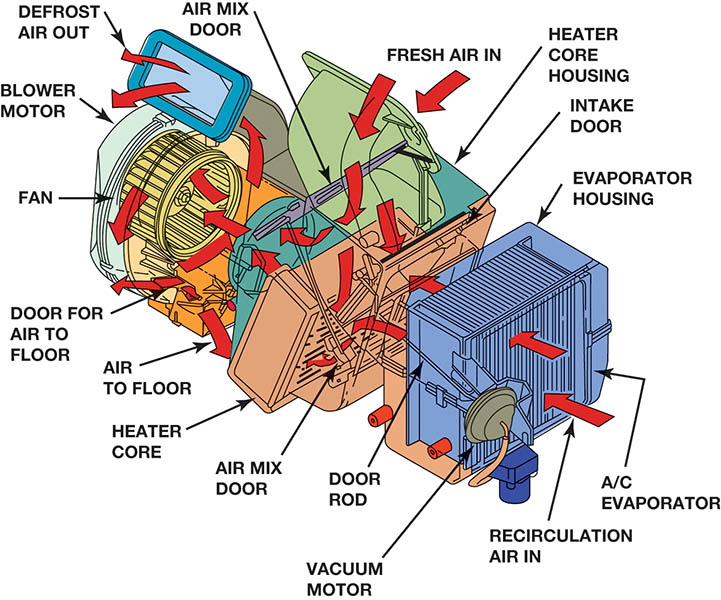 DEFROST
AIR OUT
AIR MIX
DOOR
FRESH AIR IN
HEATER
CORE
HOUSING
BLOWER
MOTOR
INTAKE
DOOR
FAN
EVAPORATOR
HOUSING
DOOR FOR
AIR TO
FLOOR
AIR
TO FLOOR
HEATER
CORE
AIR MIX
DOOR
DOOR
ROD
A/C
EVAPORATOR
RECIRCULATION
AIR IN
VACUUM
MOTOR